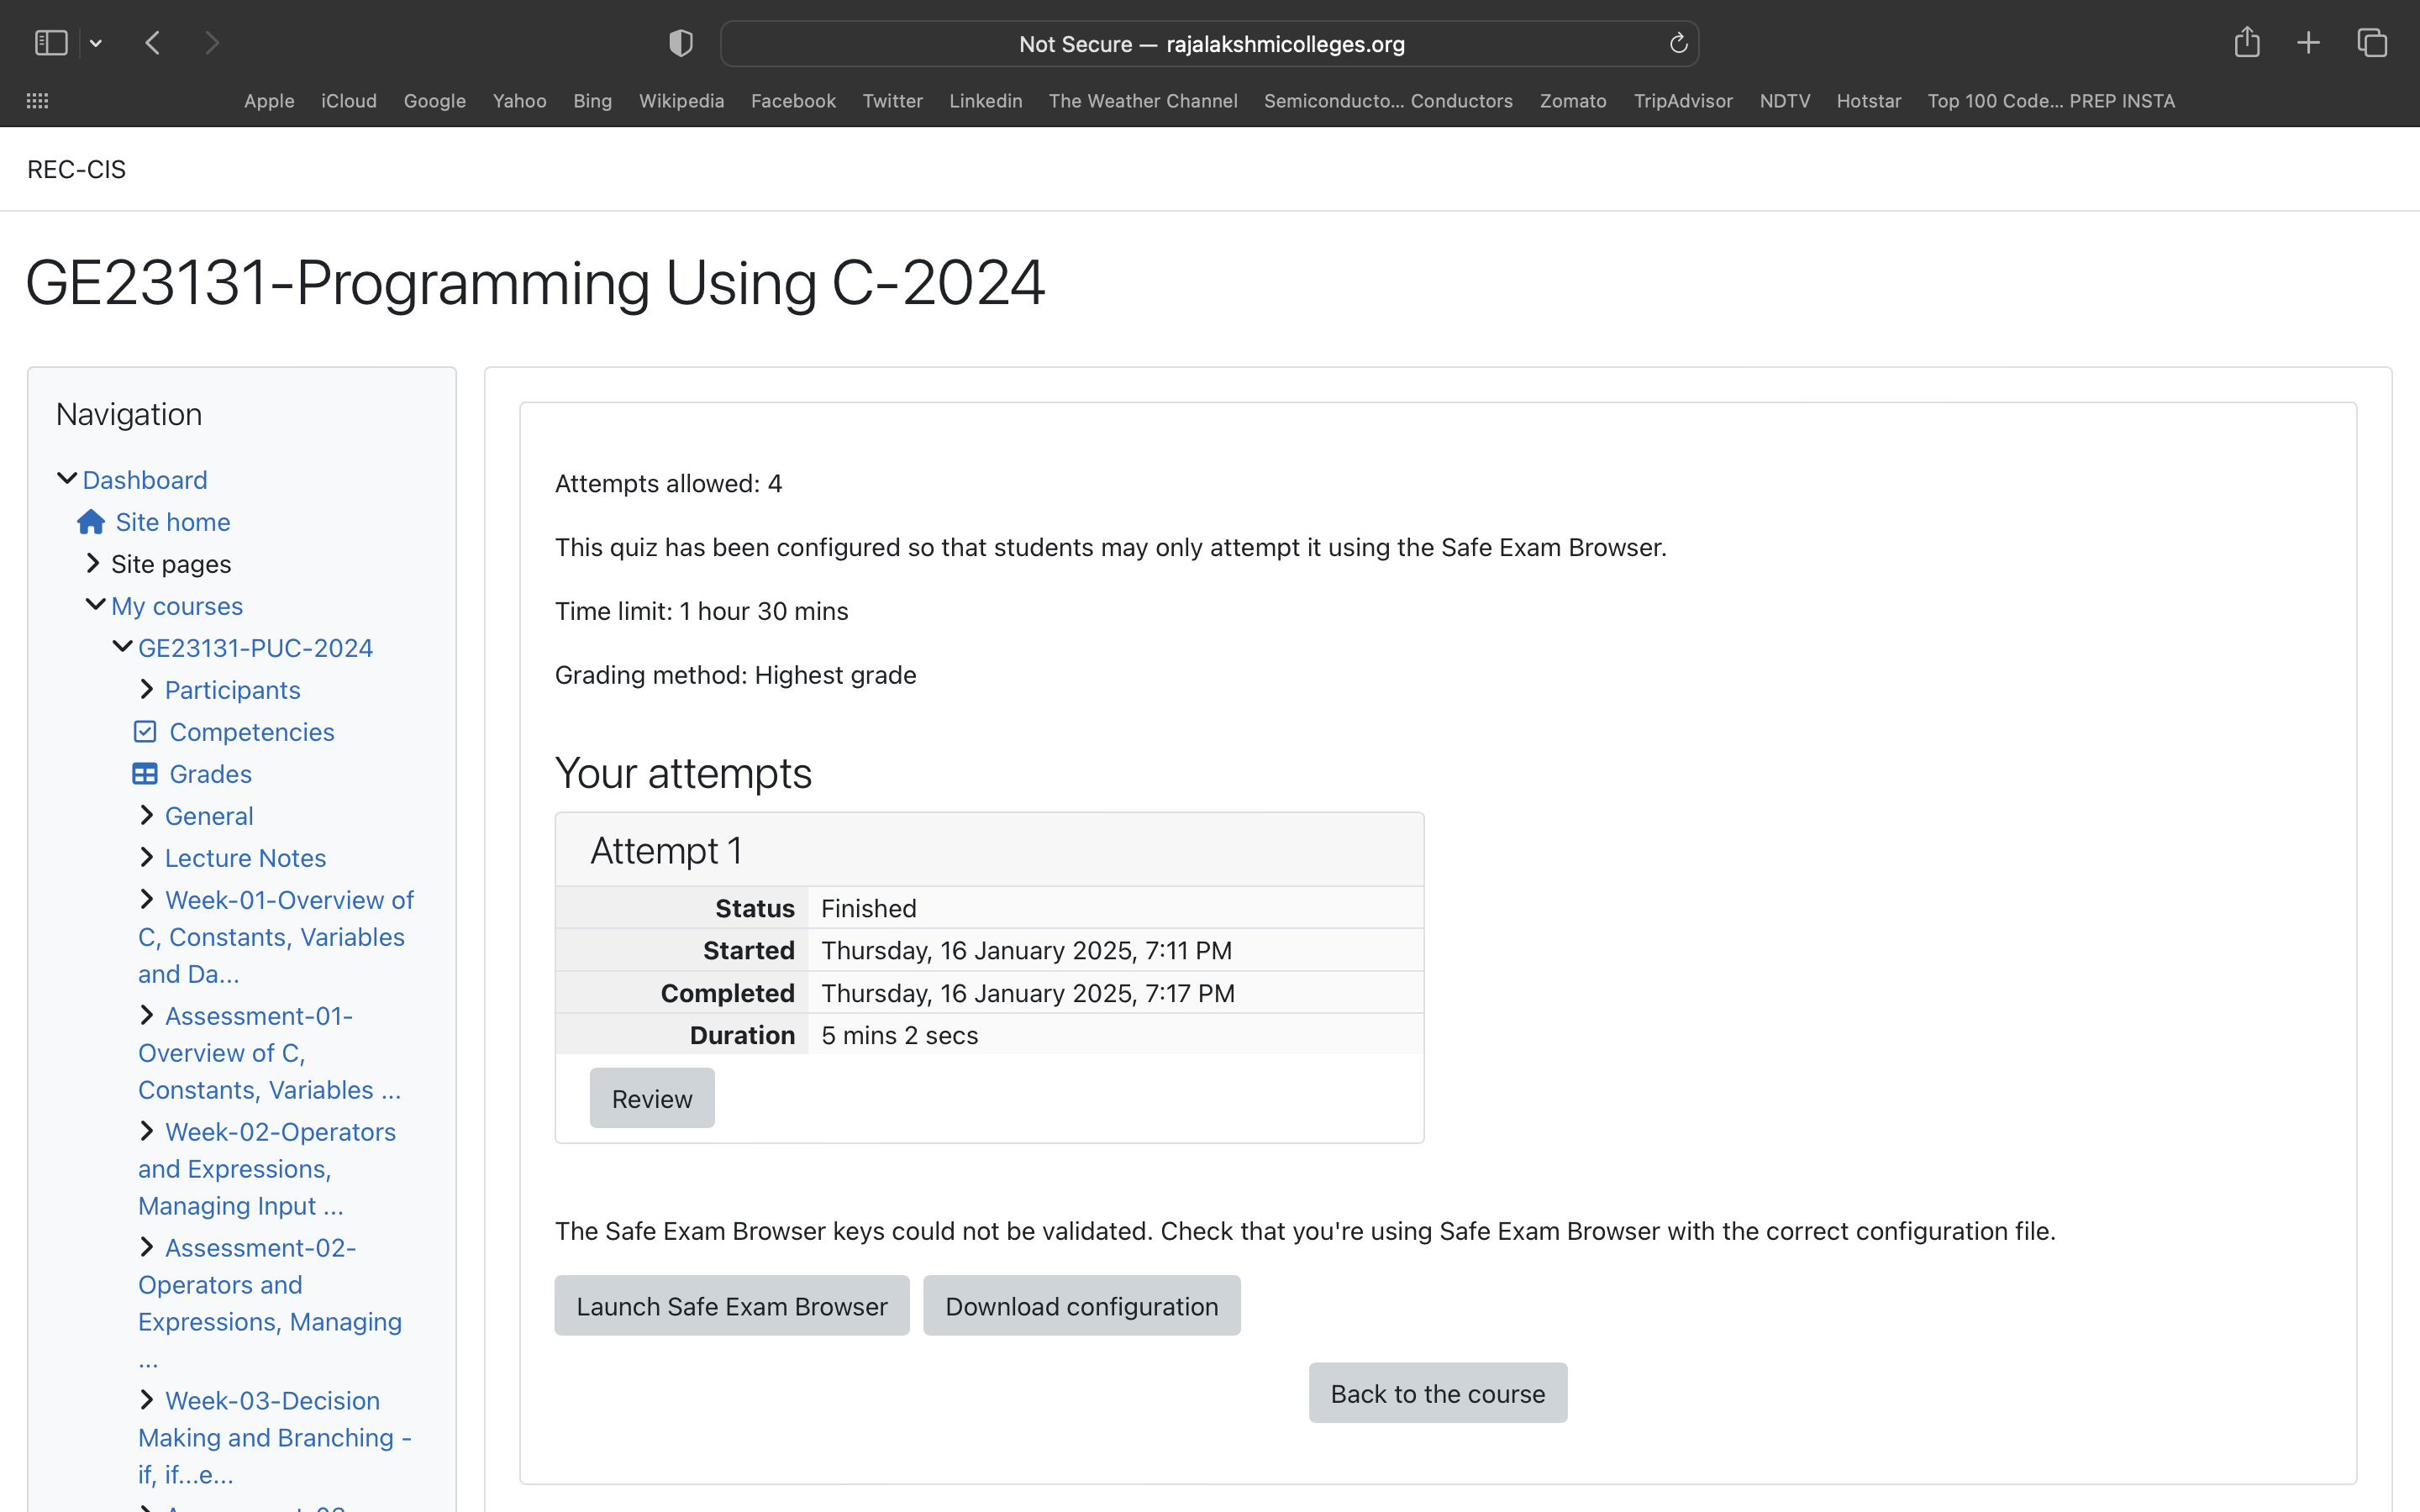 Not Secure — rajalakshmicolleges.org
Apple iCloud Google Yahoo Bing Wikipedia Facebook Twitter Linkedin The Weather Channel Semiconducto... Conductors Zomato TripAdvisor NDTV Hotstar Top 100 Code... PREP INSTA
REC-CIS
GE23131-Programming Using C-2024
Navigation
Dashboard
Site home
Site pages
My courses
GE23131-PUC-2024
Participants
Competencies
Grades
General
Lecture Notes
Week-01-Overview of
C, Constants, Variables
and Da...
Assessment-01-
Overview of C,
Constants, Variables ...
Week-02-Operators
and Expressions,
Managing Input ...
Assessment-02-
Operators and
Expressions, Managing
...
Week-03-Decision
Making and Branching -
if, if...e...
Attempts allowed: 4
This quiz has been configured so that students may only attempt it using the Safe Exam Browser.
Time limit: 1 hour 30 mins
Grading method: Highest grade
Your attempts
Attempt 1
Status Finished
Started Thursday, 16 January 2025, 7:11 PM
Completed Thursday, 16 January 2025, 7:17 PM
Duration 5 mins 2 secs
Review
The Safe Exam Browser keys could not be validated. Check that you're using Safe Exam Browser with the correct configuration file.
Launch Safe Exam Browser Download configuration
Back to the course